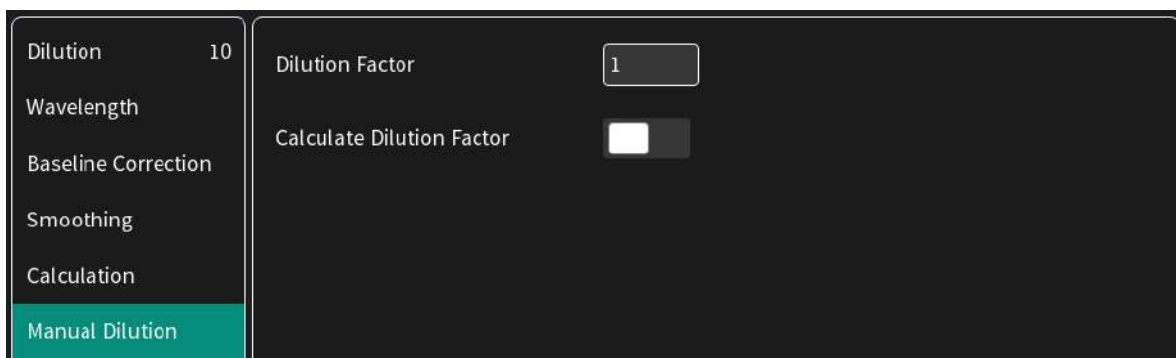 Dilution 10
Wavelength
Baseline Correction
Smoothing
Calculation
Manual Dilution
Dilution Factor 1
Calculate Dilution Factor